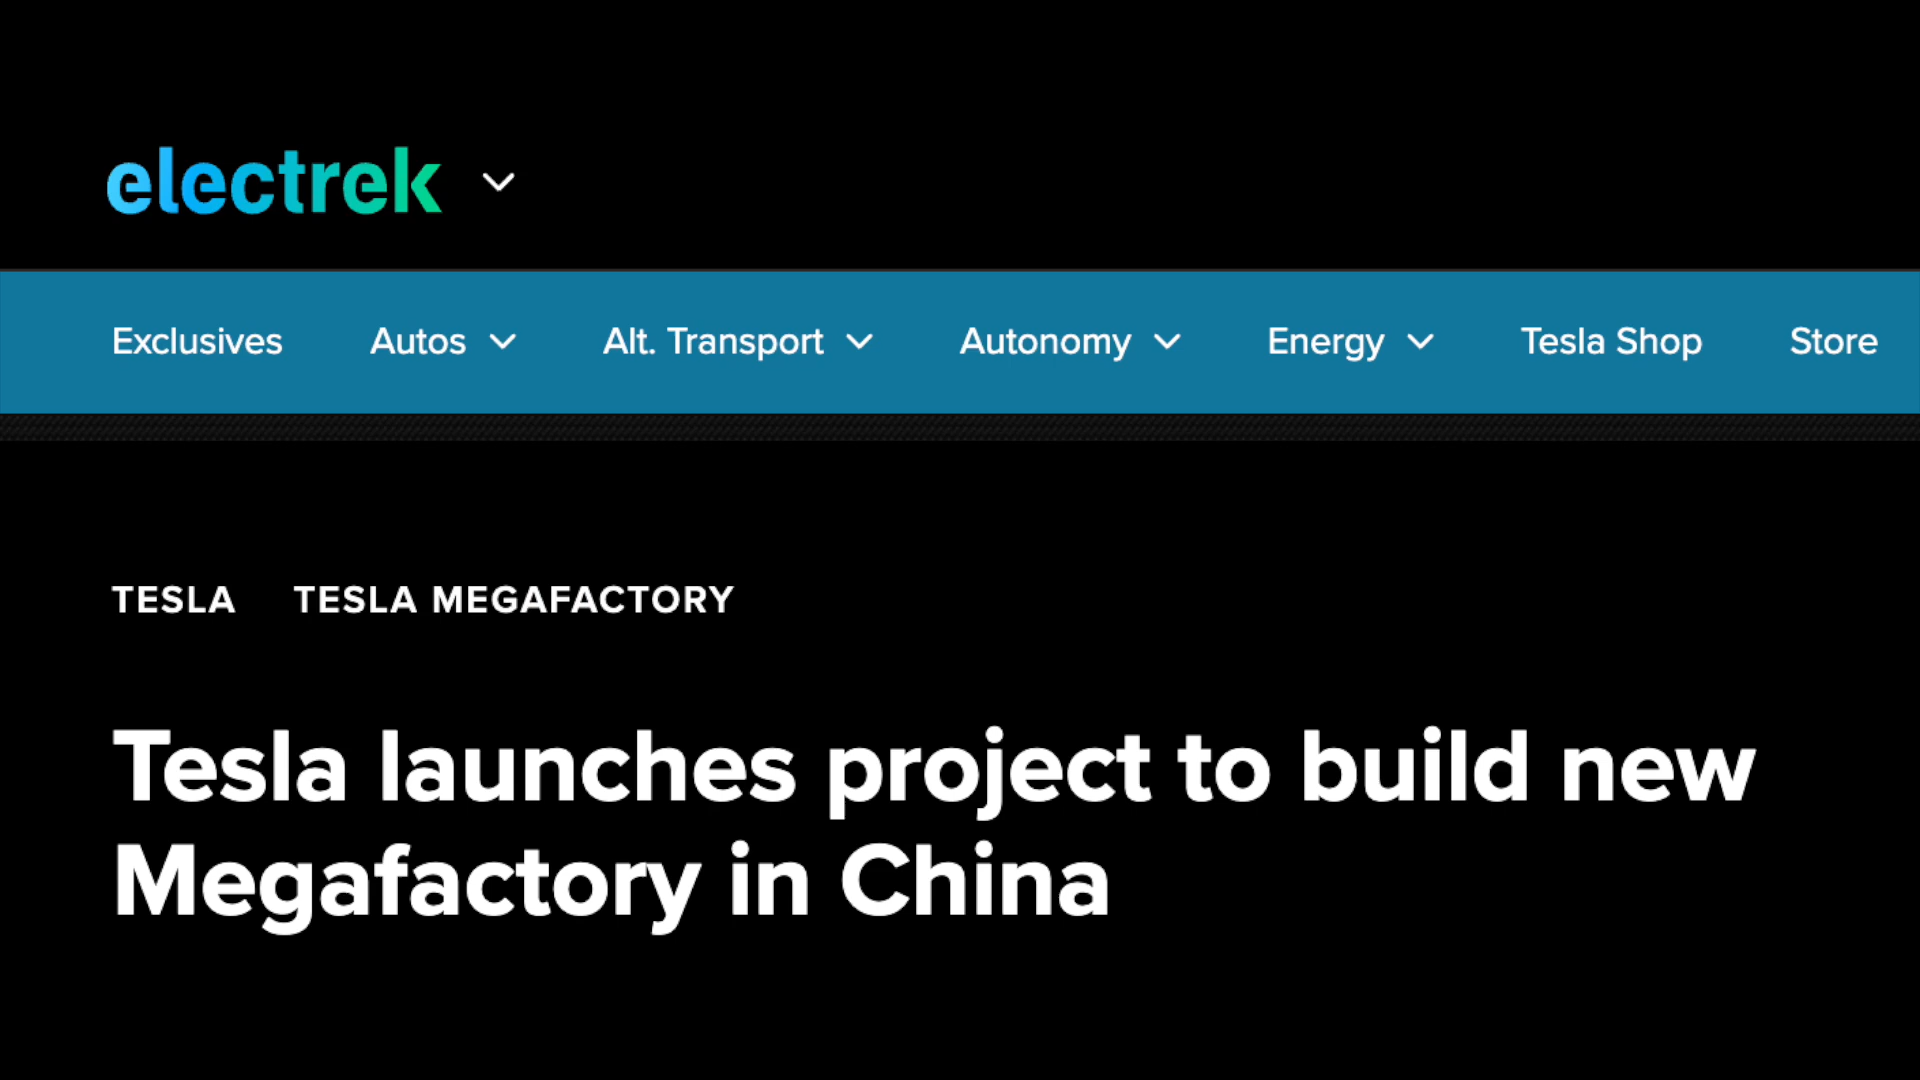 electrek
Exclusives Autos Alt. Transport Autonomy Energy Tesla Shop Store
TESLA TESLA MEGAFACTORY
Tesla launches project to build new
Megafactory in China